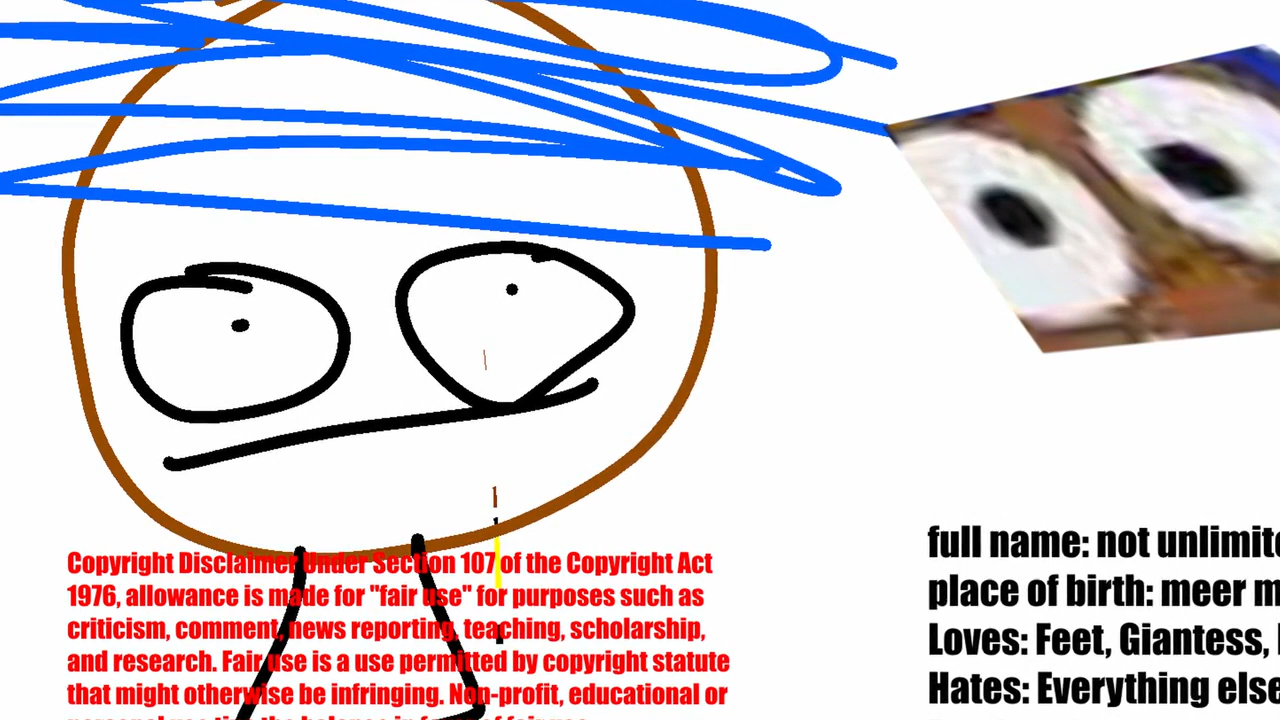 Copyright Disclaimer Under Section 107 of the Copyright Act
1976, allowance is made for "fair use" for purposes such as
criticism, comment, news reporting, teaching, scholarship,
and research. Fair use is a use permitted by copyright statute
that might otherwise be infringing. Non-profit, educational or
full name: not
place of birth: meer
Loves: Feet, Giantess,
Hates: Everything else